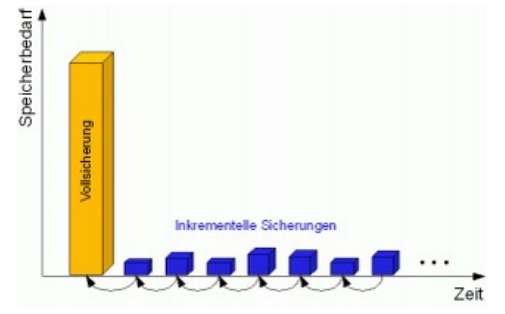 Speicherbedarf
Vollsicherung
Inkrementelle Sicherungen
...
Zeit